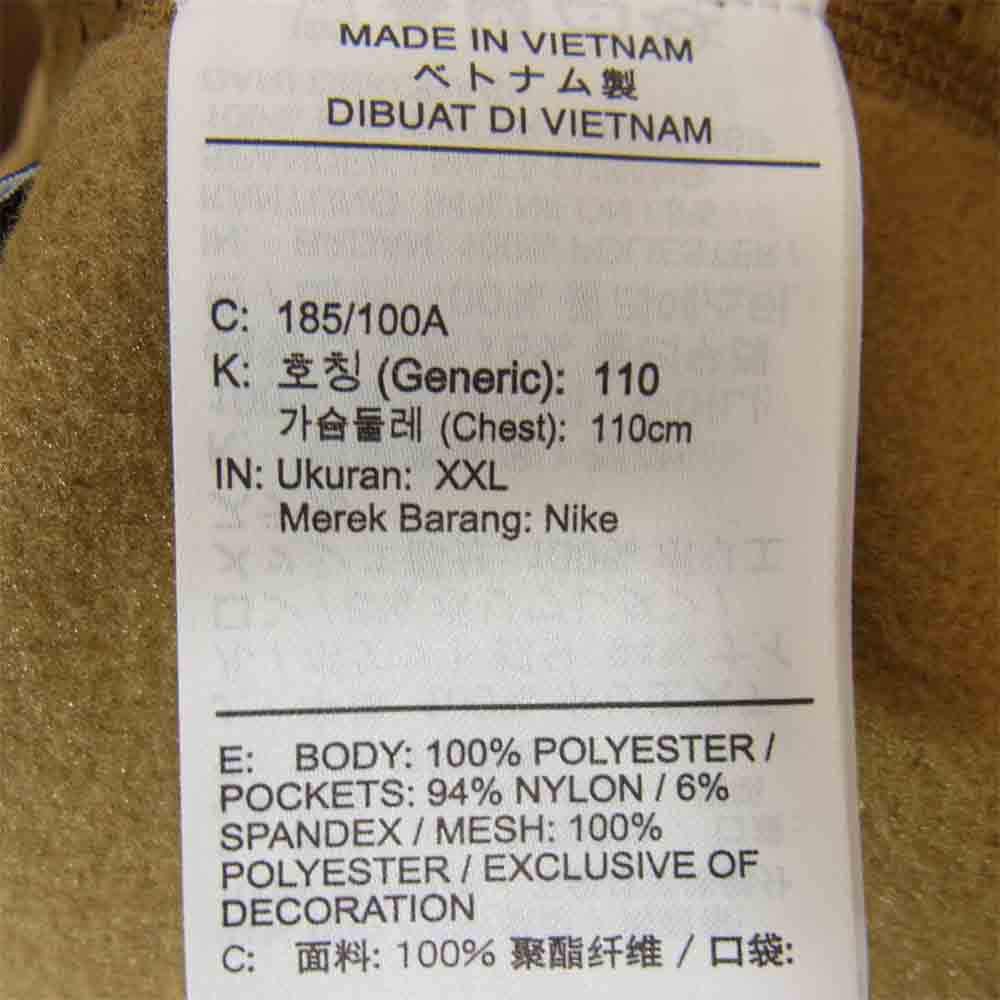 MADE IN VIETNAM
ベトナム製
DIBUAT DI VIETNAM
C: 185/100A
K: 호칭 (Generic): 110
가슴둘레 (Chest): 110cm
IN: Ukuran: XXL
Merek Barang: Nike
E: BODY: 100% POLYESTER /
POCKETS: 94% NYLON / 6%
SPANDEX / MESH: 100%
POLYESTER / EXCLUSIVE OF
DECORATION
C: 面料: 100% 聚酯纤维 / 口袋: